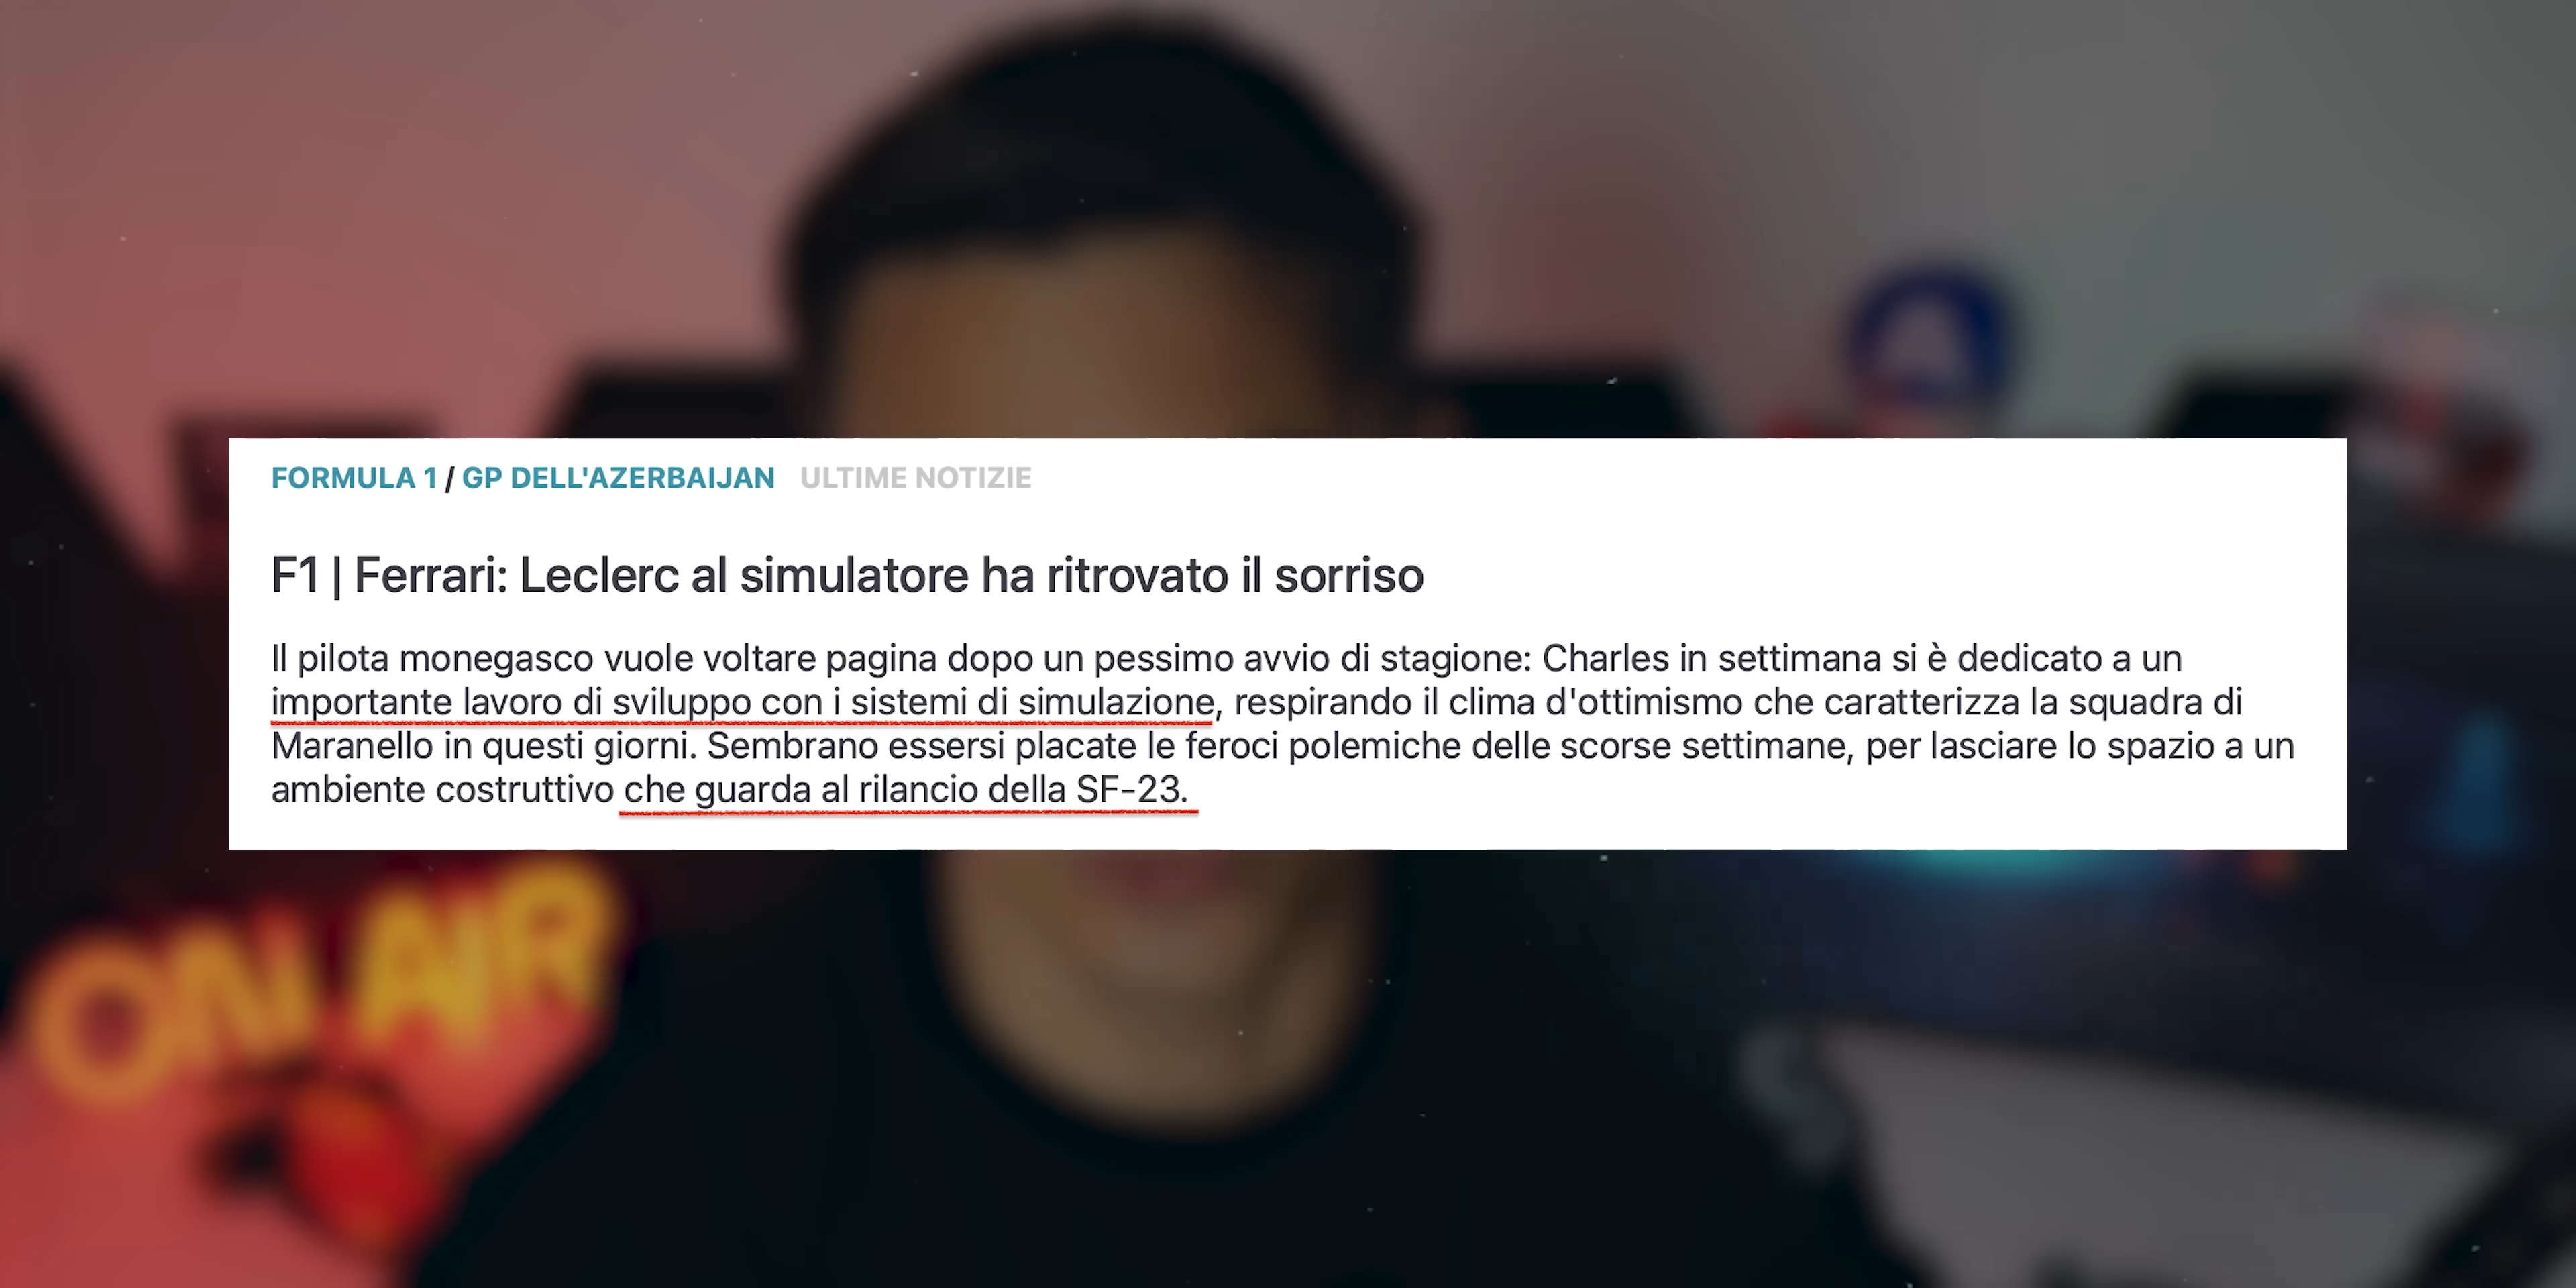 FORMULA 1 / GP DELL'AZERBAIJAN ULTIME NOTIZIE
F1 | Ferrari: Leclerc al simulatore ha ritrovato il sorriso
Il pilota monegasco vuole voltare pagina dopo un pessimo avvio di stagione: Charles in settimana si è dedicato a un
importante lavoro di sviluppo con i sistemi di simulazione, respirando il clima d'ottimismo che caratterizza la squadra di
Maranello in questi giorni. Sembrano essersi placate le feroci polemiche delle scorse settimane, per lasciare lo spazio a un
ambiente costruttivo che guarda al rilancio della SF-23.
ON AIR